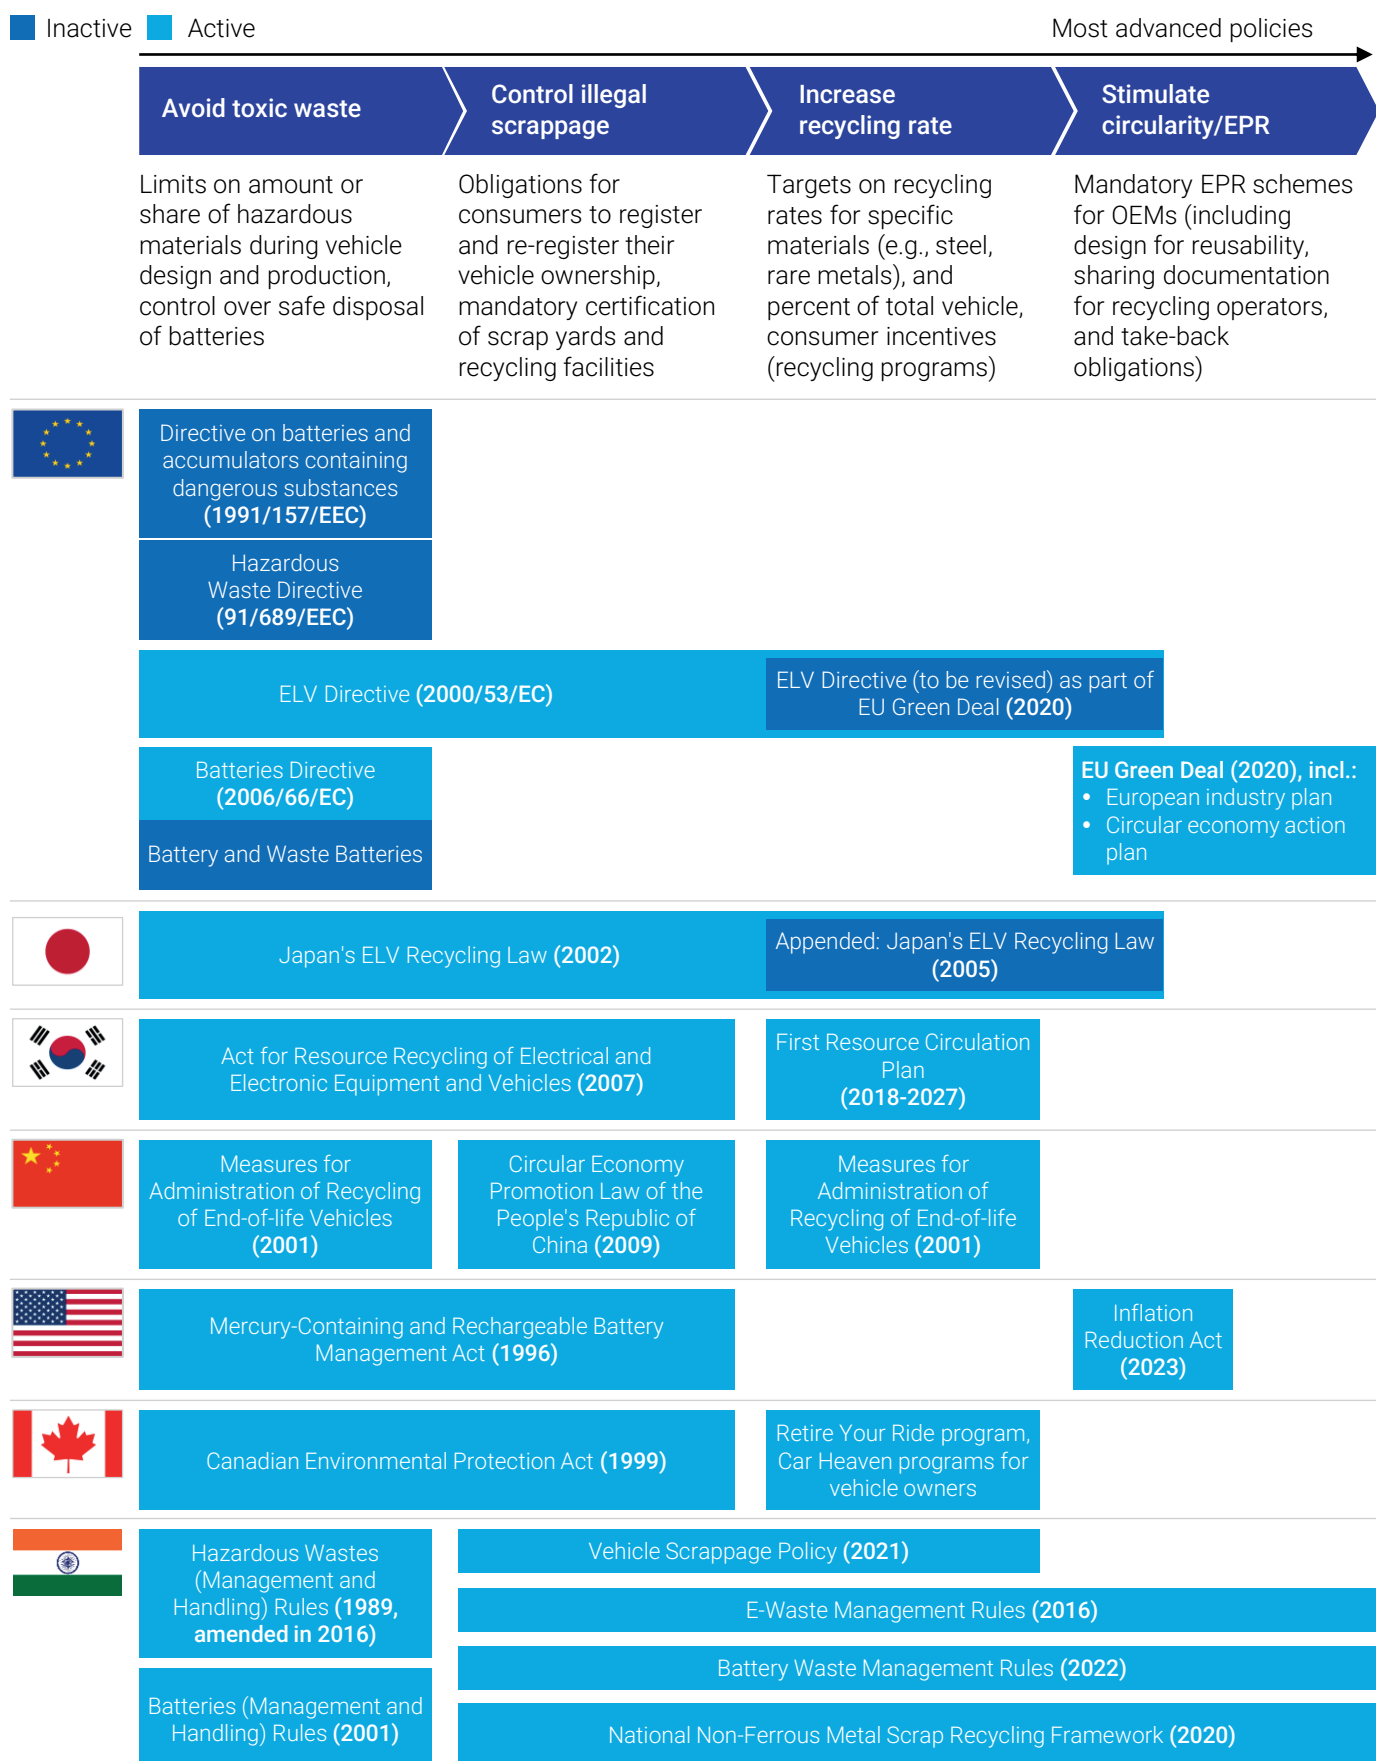 Inactive
Active
Most advanced policies
Avoid toxic waste
Control illegal
scrappage
Increase
recycling rate
Stimulate
circularity/EPR
Limits on amount or
share of hazardous
materials during vehicle
design and production,
control over safe disposal
of batteries
Obligations for
consumers to register
and re-register their
vehicle ownership,
mandatory certification
of scrap yards and
recycling facilities
Targets on recycling
rates for specific
materials (e.g., steel,
rare metals), and
percent of total vehicle,
consumer incentives
(recycling programs)
Mandatory EPR schemes
for OEMs (including
design for reusability,
sharing documentation
for recycling operators,
and take-back
obligations)
Directive on batteries and
accumulators containing
dangerous substances
(1991/157/EEC)
Hazardous
Waste Directive
(91/689/EEC)
ELV Directive (2000/53/EC)
ELV Directive (to be revised) as part of
EU Green Deal (2020)
Batteries Directive
(2006/66/EC)
Battery and Waste Batteries
EU Green Deal (2020), incl.:
• European industry plan
• Circular economy action
plan
Japan's ELV Recycling Law (2002)
Appended: Japan's ELV Recycling Law
(2005)
Act for Resource Recycling of Electrical and
Electronic Equipment and Vehicles (2007)
First Resource Circulation
Plan
(2018-2027)
Measures for
Administration of Recycling
of End-of-life Vehicles
(2001)
Circular Economy
Promotion Law of the
People's Republic of
China (2009)
Measures for
Administration of
Recycling of End-of-life
Vehicles (2001)
Mercury-Containing and Rechargeable Battery
Management Act (1996)
Inflation
Reduction Act
(2023)
Canadian Environmental Protection Act (1999)
Retire Your Ride program,
Car Heaven programs for
vehicle owners
Hazardous Wastes
(Management and
Handling) Rules (1989,
amended in 2016)
Batteries (Management and
Handling) Rules (2001)
Vehicle Scrappage Policy (2021)
E-Waste Management Rules (2016)
Battery Waste Management Rules (2022)
National Non-Ferrous Metal Scrap Recycling Framework (2020)